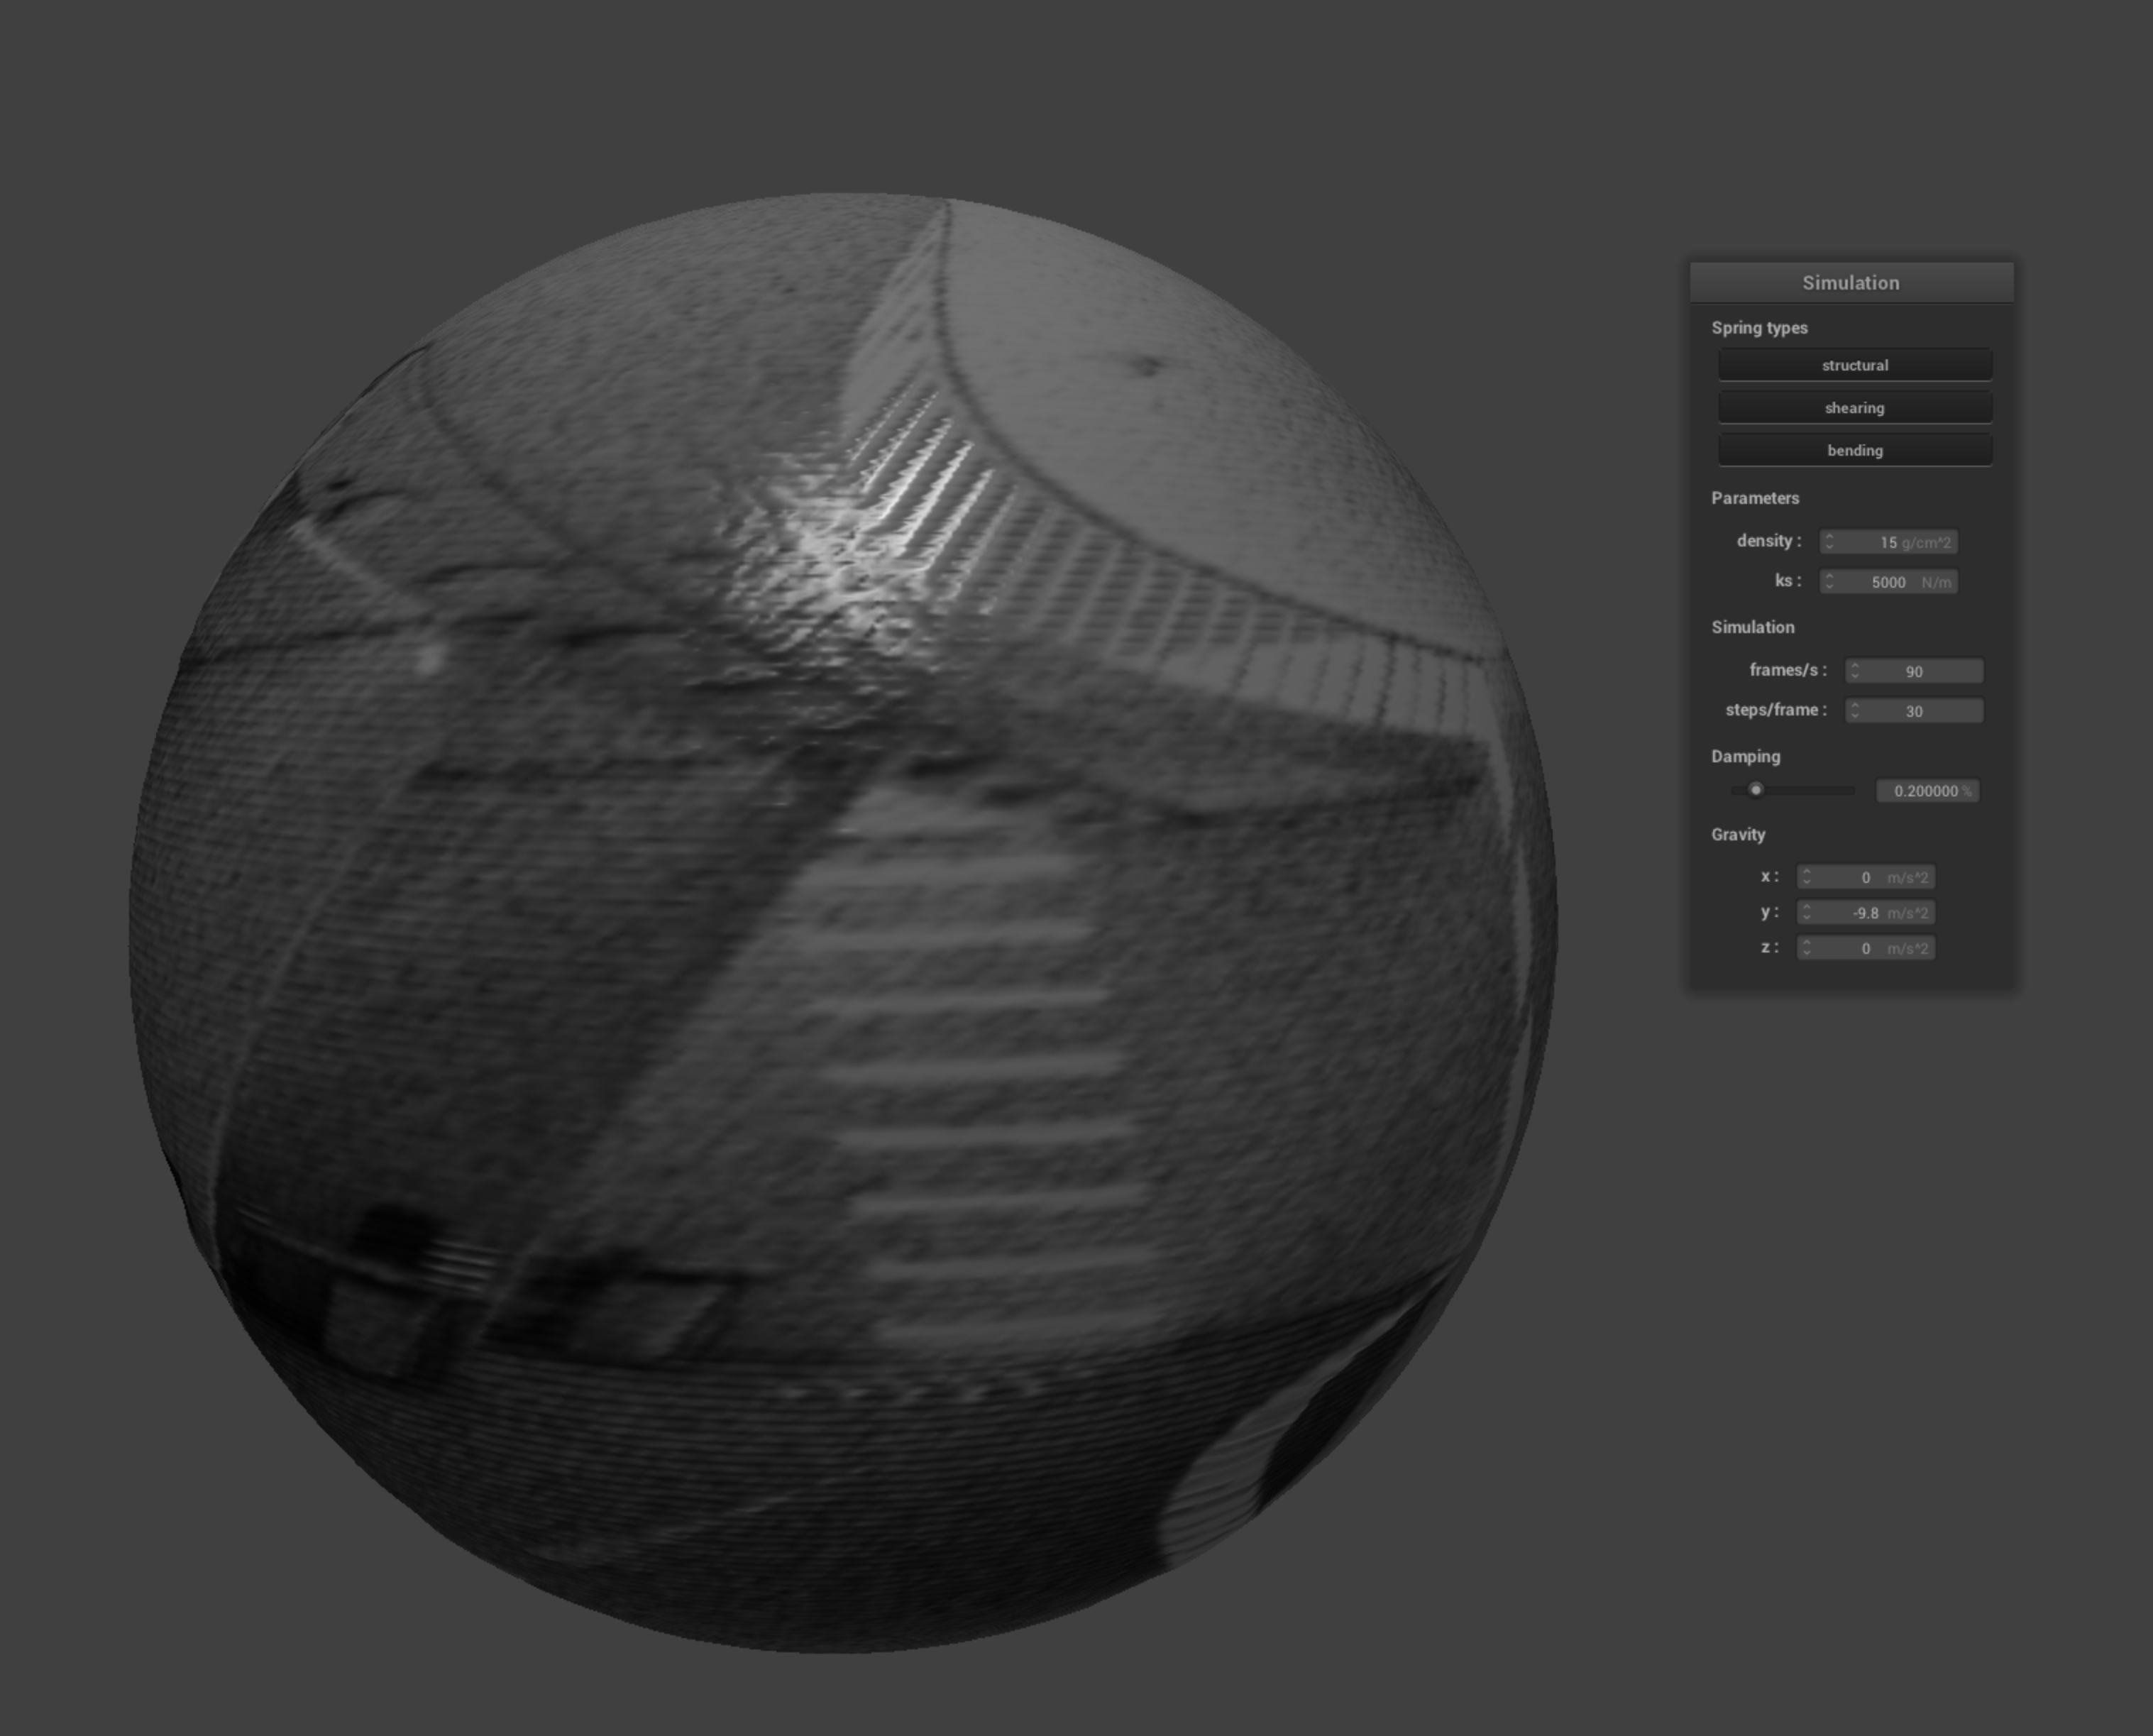 Simulation
Spring types
structural
shearing
bending
Parameters
density : 15 g/cm^2
ks : 5000 N/m
Simulation
frames/s : 90
steps/frame : 30
Damping
0.200000 %
Gravity
x : 0 m/s^2
y : -9.8 m/s^2
z : 0 m/s^2